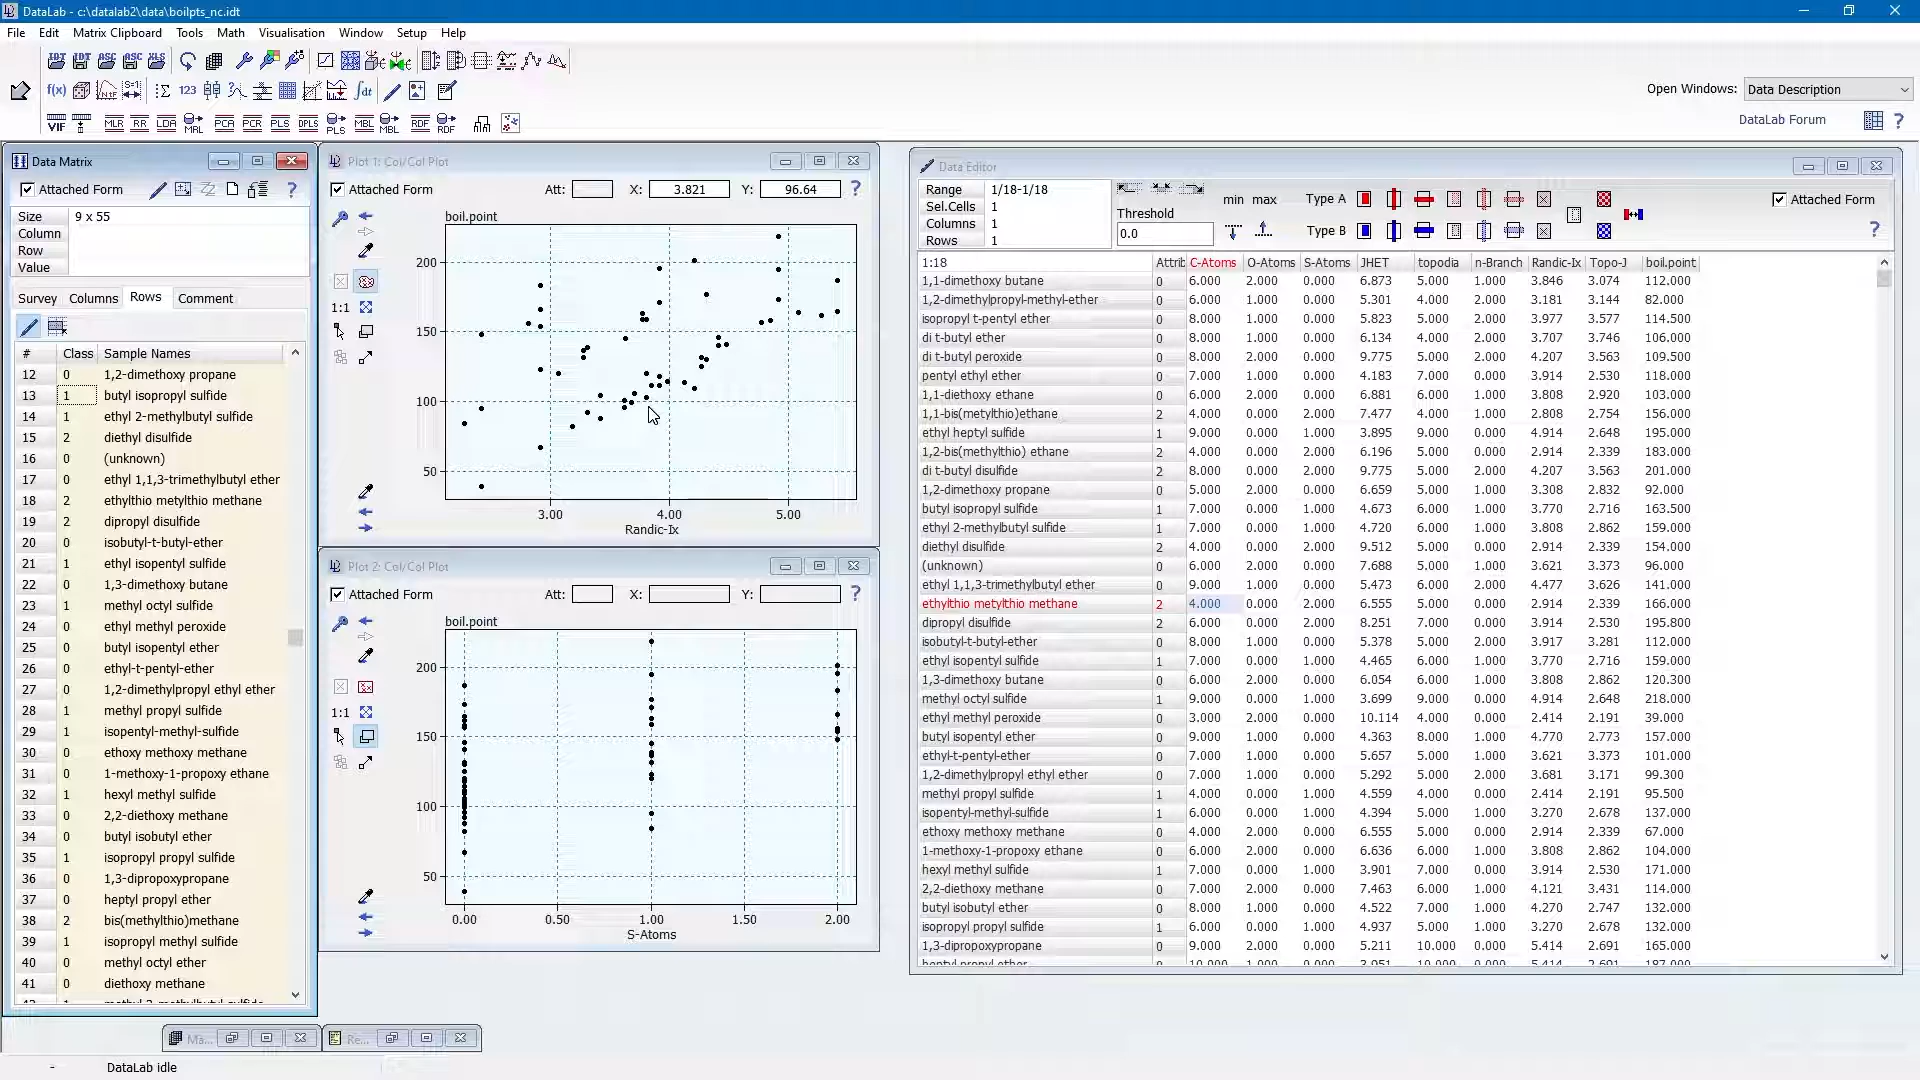 DataLab - c:\datalab2\data\boilpts_nc.idt
File Edit Matrix Clipboard Tools Math Visualisation Window Setup Help
IDT IDT ASC ASC XLS
f(x) NTF S=1 Σ 123 ∫dt
VIF MLR RR LDA MRL PCA PCR PLS DPLS PLS MBL MBL RDF RDF
Open Windows: Data Description
DataLab Forum ?
Data Matrix
Attached Form ?
Size 9 x 55
Column
Row
Value
Survey Columns Rows Comment
# Class Sample Names
12 0 1,2-dimethoxy propane
13 1 butyl isopropyl sulfide
14 1 ethyl 2-methylbutyl sulfide
15 2 diethyl disulfide
16 0 (unknown)
17 0 ethyl 1,1,3-trimethylbutyl ether
18 2 ethylthio metylthio methane
19 2 dipropyl disulfide
20 0 isobutyl-t-butyl-ether
21 1 ethyl isopentyl sulfide
22 0 1,3-dimethoxy butane
23 1 methyl octyl sulfide
24 0 ethyl methyl peroxide
25 0 butyl isopentyl ether
26 0 ethyl-t-pentyl-ether
27 0 1,2-dimethylpropyl ethyl ether
28 1 methyl propyl sulfide
29 1 isopentyl-methyl-sulfide
30 0 ethoxy methoxy methane
31 0 1-methoxy-1-propoxy ethane
32 1 hexyl methyl sulfide
33 0 2,2-diethoxy methane
34 0 butyl isobutyl ether
35 1 isopropyl propyl sulfide
36 0 1,3-dipropoxypropane
37 0 heptyl propyl ether
38 2 bis(methylthio)methane
39 1 isopropyl methyl sulfide
40 0 methyl octyl ether
41 0 diethoxy methane
42 1 methyl 2-methylbutyl sulfide
Plot 1: Col/Col Plot
Attached Form Att: X: 3.821 Y: 96.64 ?
boil.point
1:1
200
150
100
50
3.00 4.00 5.00
Randic-Ix
Plot 2: Col/Col Plot
Attached Form Att: X: Y: ?
boil.point
1:1
200
150
100
50
0.00 0.50 1.00 1.50 2.00
S-Atoms
Data Editor
Range 1/18-1/18
Sel.Cells 1
Columns 1
Rows 1
Threshold
0.0
min max
Type A
Type B
Attached Form
?
1:18 Attrib C-Atoms O-Atoms S-Atoms JHET topodia n-Branch Randic-Ix Topo-J boil.point
1,1-dimethoxy butane 0 6.000 2.000 0.000 6.873 5.000 1.000 3.846 3.074 112.000
1,2-dimethylpropyl-methyl-ether 0 6.000 1.000 0.000 5.301 4.000 2.000 3.181 3.144 82.000
isopropyl t-pentyl ether 0 8.000 1.000 0.000 5.823 5.000 2.000 3.977 3.577 114.500
di t-butyl ether 0 8.000 1.000 0.000 6.134 4.000 2.000 3.707 3.746 106.000
di t-butyl peroxide 0 8.000 2.000 0.000 9.775 5.000 2.000 4.207 3.563 109.500
pentyl ethyl ether 0 7.000 1.000 0.000 4.183 7.000 0.000 3.914 2.530 118.000
1,1-diethoxy ethane 0 6.000 2.000 0.000 6.881 6.000 1.000 3.808 2.920 103.000
1,1-bis(metylthio)ethane 2 4.000 0.000 2.000 7.477 4.000 1.000 2.808 2.754 156.000
ethyl heptyl sulfide 1 9.000 0.000 1.000 3.895 9.000 0.000 4.914 2.648 195.000
1,2-bis(methylthio) ethane 2 4.000 0.000 2.000 6.196 5.000 0.000 2.914 2.339 183.000
di t-butyl disulfide 2 8.000 0.000 2.000 9.775 5.000 2.000 4.207 3.563 201.000
1,2-dimethoxy propane 0 5.000 2.000 0.000 6.659 5.000 1.000 3.308 2.832 92.000
butyl isopropyl sulfide 1 7.000 0.000 1.000 4.673 6.000 1.000 3.770 2.716 163.500
ethyl 2-methylbutyl sulfide 1 7.000 0.000 1.000 4.720 6.000 1.000 3.808 2.862 159.000
diethyl disulfide 2 4.000 0.000 2.000 9.512 5.000 0.000 2.914 2.339 154.000
(unknown) 0 6.000 2.000 0.000 7.688 5.000 1.000 3.621 3.373 96.000
ethyl 1,1,3-trimethylbutyl ether 0 9.000 1.000 0.000 5.473 6.000 2.000 4.477 3.626 141.000
ethylthio metylthio methane 2 4.000 0.000 2.000 6.555 5.000 0.000 2.914 2.339 166.000
dipropyl disulfide 2 6.000 0.000 2.000 8.251 7.000 0.000 3.914 2.530 195.800
isobutyl-t-butyl-ether 0 8.000 1.000 0.000 5.378 5.000 2.000 3.917 3.281 112.000
ethyl isopentyl sulfide 1 7.000 0.000 1.000 4.465 6.000 1.000 3.770 2.716 159.000
1,3-dimethoxy butane 0 6.000 2.000 0.000 6.054 6.000 1.000 3.808 2.862 120.300
methyl octyl sulfide 1 9.000 0.000 1.000 3.699 9.000 0.000 4.914 2.648 218.000
ethyl methyl peroxide 0 3.000 2.000 0.000 10.114 4.000 0.000 2.414 2.191 39.000
butyl isopentyl ether 0 9.000 1.000 0.000 4.363 8.000 1.000 4.770 2.773 157.000
ethyl-t-pentyl-ether 0 7.000 1.000 0.000 5.657 5.000 1.000 3.621 3.373 101.000
1,2-dimethylpropyl ethyl ether 0 7.000 1.000 0.000 5.292 5.000 2.000 3.681 3.171 99.300
methyl propyl sulfide 1 4.000 0.000 1.000 4.559 4.000 0.000 2.414 2.191 95.500
isopentyl-methyl-sulfide 1 6.000 0.000 1.000 4.394 5.000 1.000 3.270 2.678 137.000
ethoxy methoxy methane 0 4.000 2.000 0.000 6.555 5.000 0.000 2.914 2.339 67.000
1-methoxy-1-propoxy ethane 0 6.000 2.000 0.000 6.636 6.000 1.000 3.808 2.862 104.000
hexyl methyl sulfide 1 7.000 0.000 1.000 3.901 7.000 0.000 3.914 2.530 171.000
2,2-diethoxy methane 0 7.000 2.000 0.000 7.463 6.000 1.000 4.121 3.431 114.000
butyl isobutyl ether 0 8.000 1.000 0.000 4.522 7.000 1.000 4.270 2.747 132.000
isopropyl propyl sulfide 1 6.000 0.000 1.000 4.937 5.000 1.000 3.270 2.678 132.000
1,3-dipropoxypropane 0 9.000 2.000 0.000 5.211 10.000 0.000 5.414 2.691 165.000
heptyl propyl ether 0 10.000 1.000 0.000 3.951 10.000 0.000 5.414 2.691 187.000
Ma... Re...
- DataLab idle